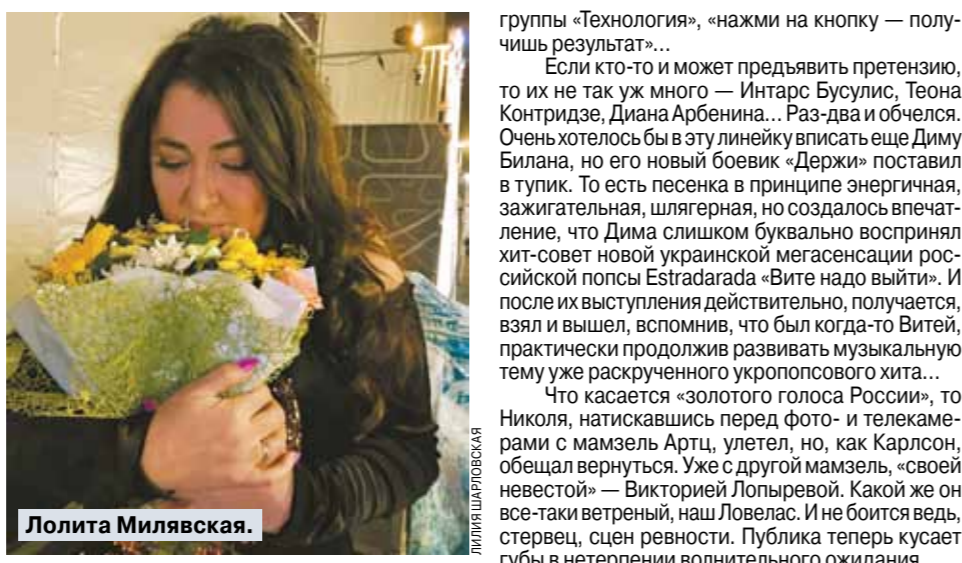 группы «Технология», «нажми на кнопку — полу-
чишь результат»...
Если кто-то и может предъявить претензию,
то их не так уж много — Интарс Бусулис, Теона
Контридзе, Диана Арбенина... Раз-два и обчелся.
Очень хотелось бы в эту линейку вписать еще Диму
Билана, но его новый боевик «Держи» поставил
в тупик. То есть песенка в принципе энергичная,
зажигательная, шлягерная, но создалось впечат-
ление, что Дима слишком буквально воспринял
хит-совет новой украинской мегасенсации рос-
сийской попсы Estradarada «Вите надо выйти». И
после их выступления действительно, получается,
взял и вышел, вспомнив, что был когда-то Витей,
практически продолжив развивать музыкальную
тему уже раскрученного укропопсового хита...
Что касается «золотого голоса России», то
Николя, натискавшись перед фото- и телекаме-
рами с мамзель Артц, улетел, но, как Карлсон,
обещал вернуться. Уже с другой мамзель, «своей
невестой» — Викторией Лопыревой. Какой же он
все-таки ветреный, наш Ловелас. И не боится ведь,
стервец, сцен ревности. Публика теперь кусает
губы в нетерпении волнительного ожидания
Лолита Милявская.
ЛИЛИЯ ШАРЛОВСКАЯ